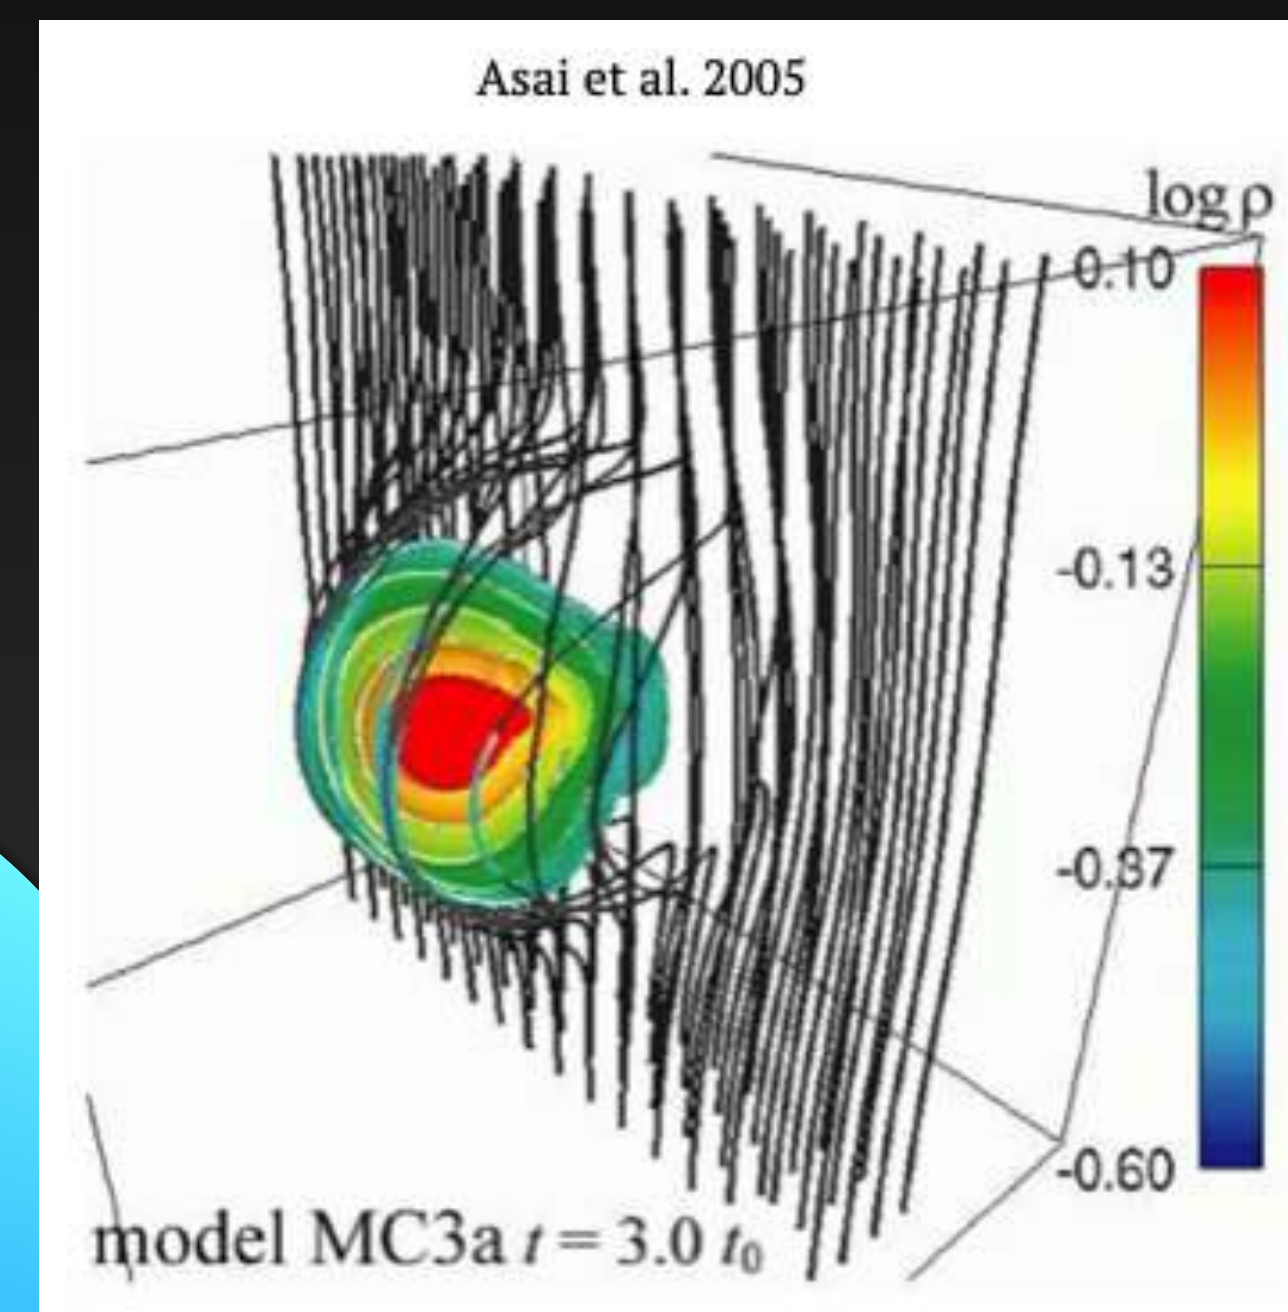 Asai et al. 2005
log ρ
0.10
-0.13
-0.37
-0.60
model MC3a t = 3.0 t₀